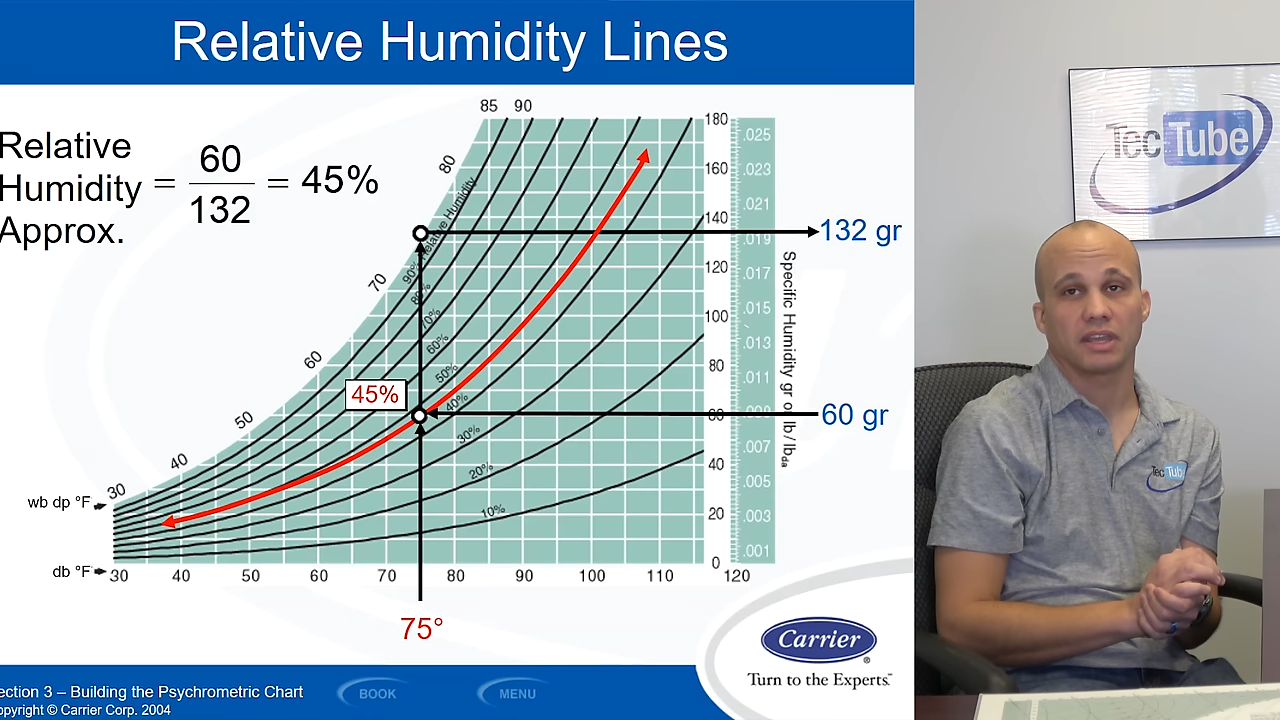 Relative Humidity Lines
Relative
Humidity
Approx.
= 60 / 132 = 45%
85 90
80
70
60
50
40
30
90% Relative Humidity
80%
70%
60%
50%
40%
30%
20%
10%
45%
180
160
140
120
100
80
60
40
20
0
.025
.023
.021
.019
.017
.015
.013
.011
.009
.007
.005
.003
.001
132 gr
60 gr
Specific Humidity gr or lb / lbda
wb dp °F
db °F
30 40 50 60 70 80 90 100 110 120
75°
Carrier
®
Turn to the Experts.
ection 3 – Building the Psychrometric Chart
opyright © Carrier Corp. 2004
BOOK
MENU
TecTube
TecTub